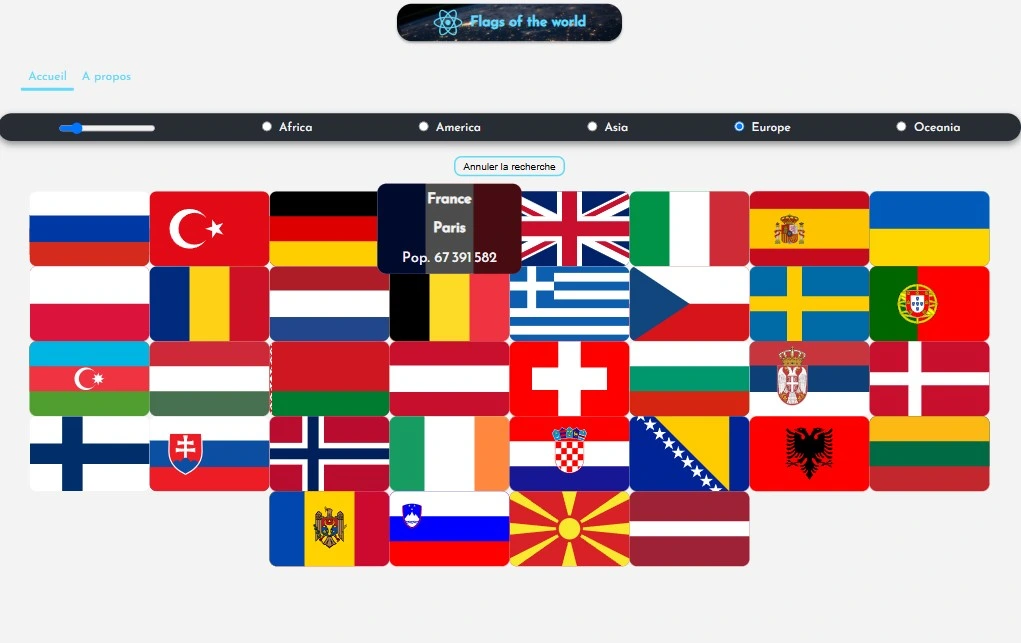 Flags of the world
Accueil
A propos
Africa
America
Asia
Europe
Oceania
Annuler la recherche
France
Paris
Pop. 67 391 582